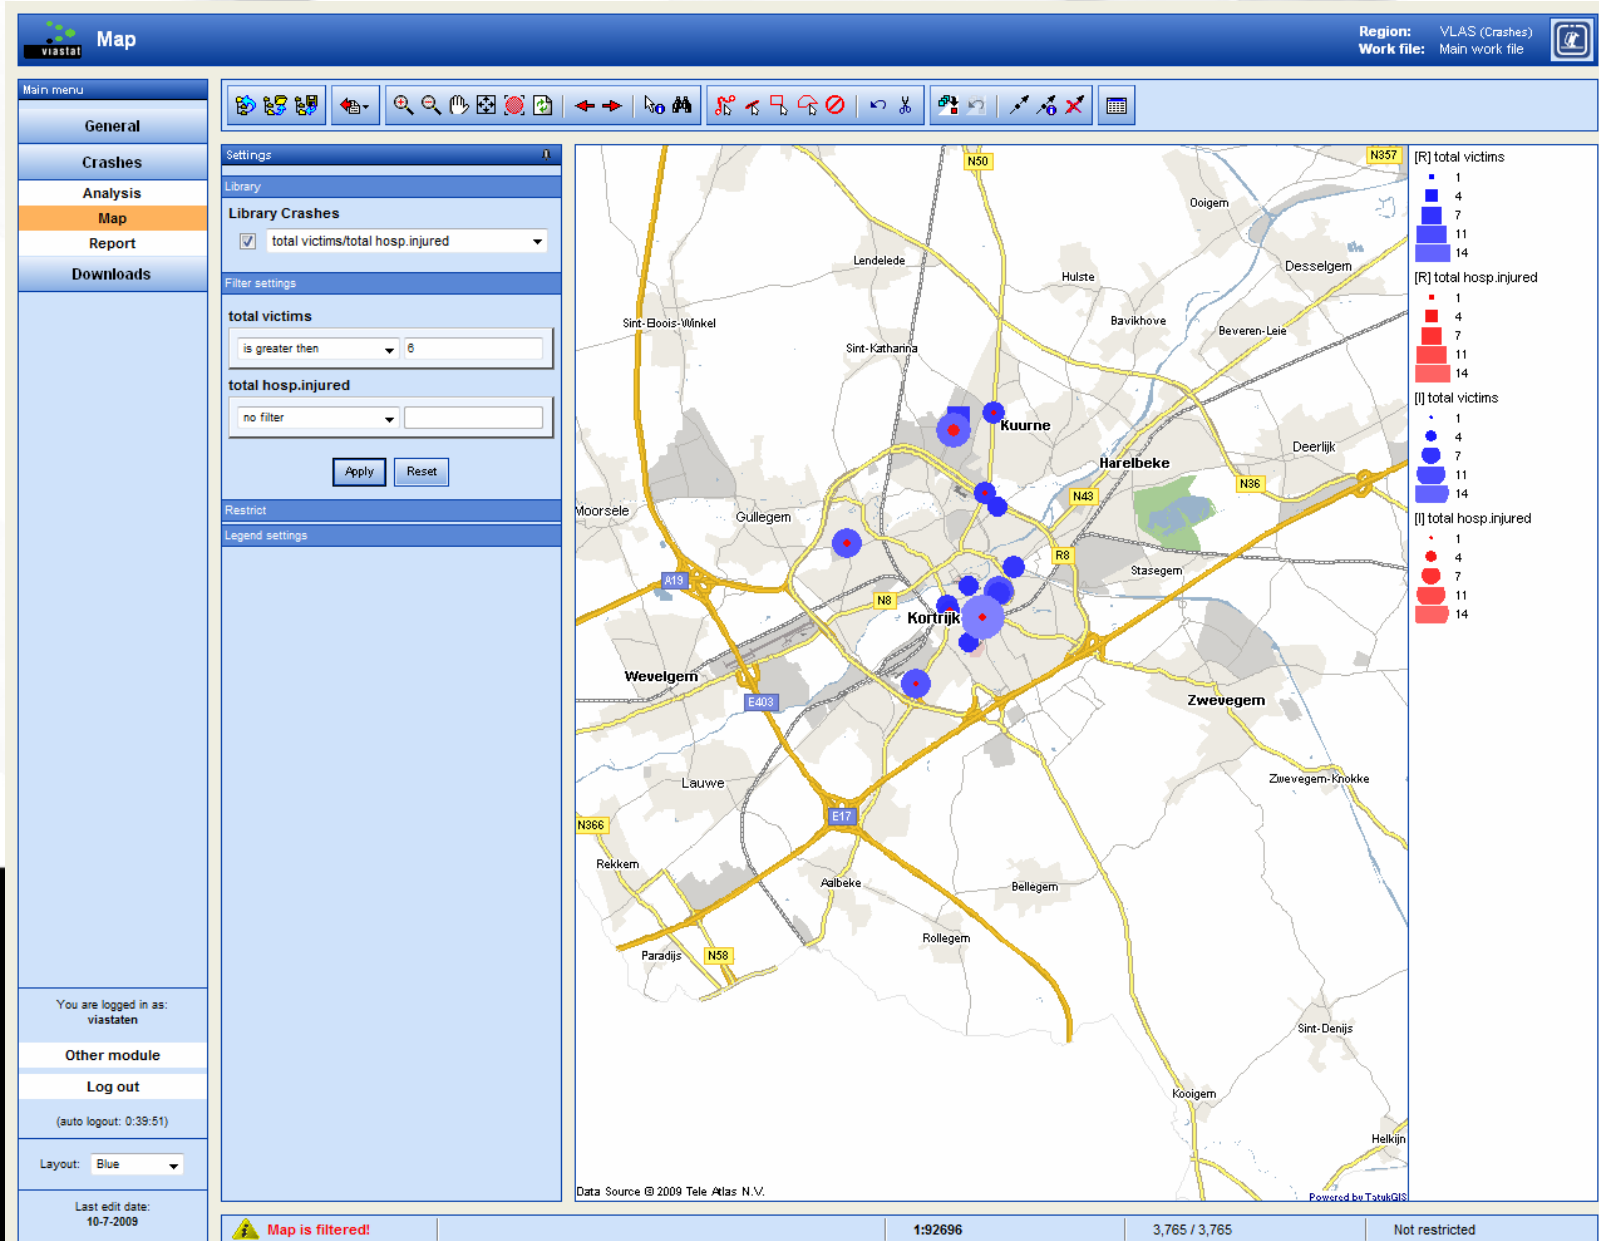 viastat
Map
Region: VLAS (Crashes)
Work file: Main work file
Main menu
General
Crashes
Analysis
Map
Report
Downloads
You are logged in as:
viastaten
Other module
Log out
(auto logout: 0:39:51)
Layout: Blue
Last edit date:
10-7-2009
Settings
Library
Library Crashes
total victims/total hosp.injured
Filter settings
total victims
is greater then 6
total hosp.injured
no filter
Apply Reset
Restrict
Legend settings
N50
N357
Ooigem
Lendelede
Hulste
Desselgem
Sint-Eloois-Winkel
Bavikhove
Beveren-Leie
Sint-Katharina
Kuurne
Deerlijk
Harelbeke
N36
N43
Moorsele
Gullegem
R8
Stasegem
A19
N8
Kortrijk
Wevelgem
E403
Zwevegem
Lauwe
Zwevegem-Knokke
E17
N366
Rekkem
Aalbeke
Bellegem
Rollegem
Paradijs
N58
Sint-Denijs
Kooigem
Helkijn
Data Source © 2009 Tele Atlas N.V.
Powered by TatukGIS
[R] total victims
1
4
7
11
14
[R] total hosp.injured
1
4
7
11
14
[I] total victims
1
4
7
11
14
[I] total hosp.injured
1
4
7
11
14
Map is filtered!
1:92696
3,765 / 3,765
Not restricted